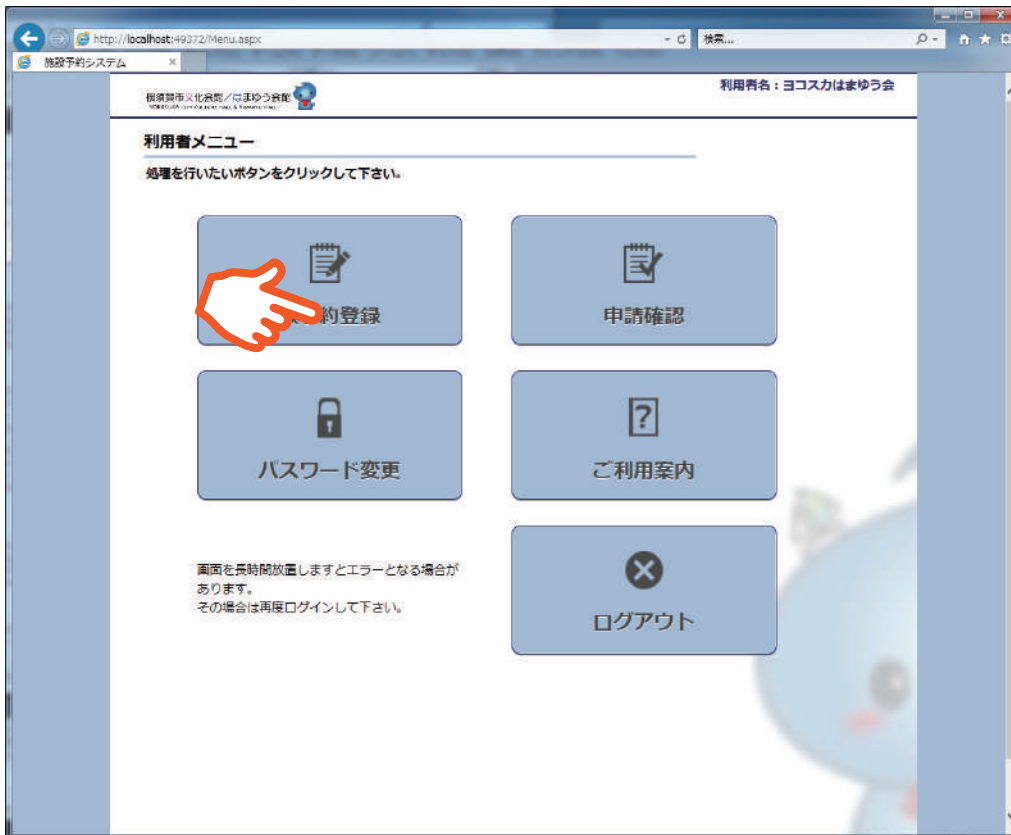 http://localhost:49372/Menu.aspx
検索...
施設予約システム
横須賀市文化会館/はまゆう会館
利用者名:ヨコスカはまゆう会
利用者メニュー
処理を行いたいボタンをクリックして下さい。
約登録
申請確認
パスワード変更
ご利用案内
画面を長時間放置しますとエラーとなる場合が
あります。
その場合は再度ログインして下さい。
ログアウト